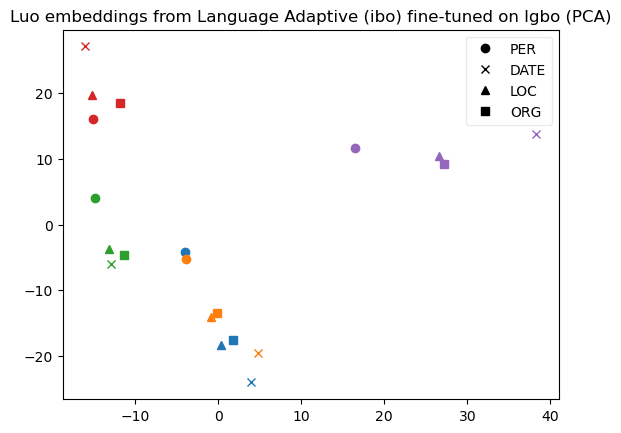 Luo embeddings from Language Adaptive (ibo) fine-tuned on Igbo (PCA)
PER
DATE
LOC
ORG
20
10
0
−10
−20
−10 0 10 20 30 40